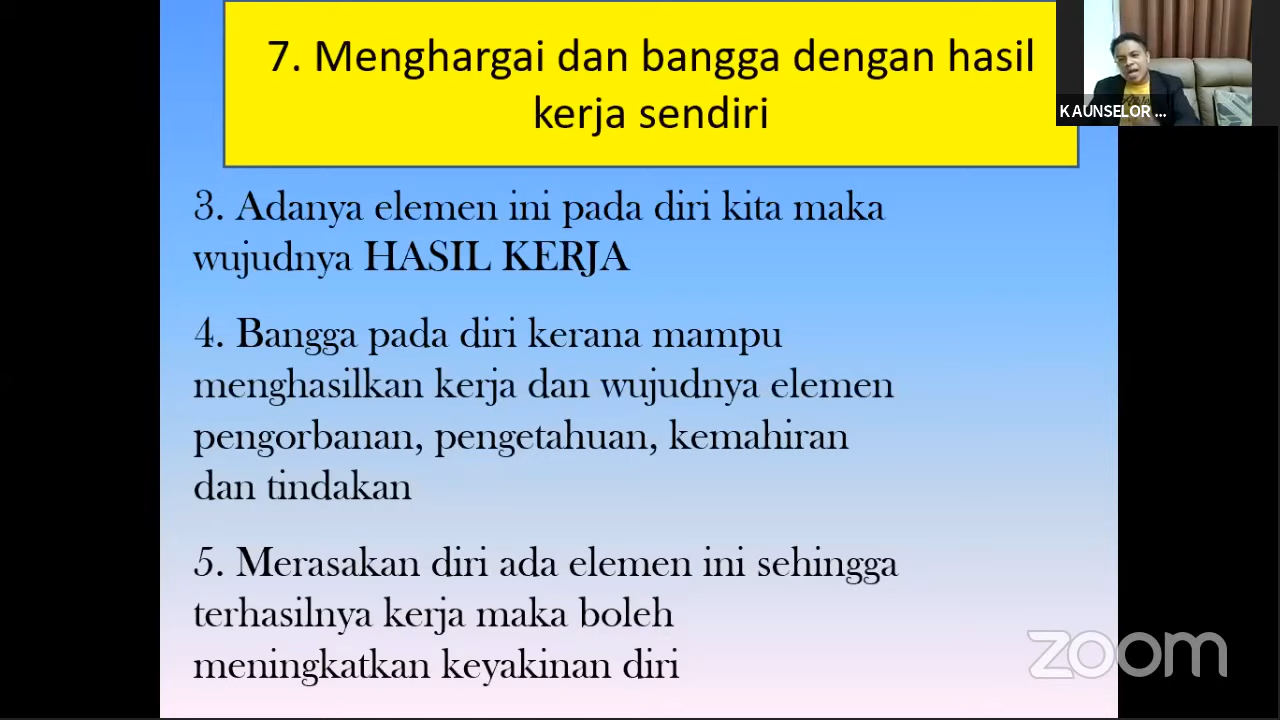 7. Menghargai dan bangga dengan hasil
kerja sendiri
KAUNSELOR ...
3. Adanya elemen ini pada diri kita maka
wujudnya HASIL KERJA
4. Bangga pada diri kerana mampu
menghasilkan kerja dan wujudnya elemen
pengorbanan, pengetahuan, kemahiran
dan tindakan
5. Merasakan diri ada elemen ini sehingga
terhasilnya kerja maka boleh
meningkatkan keyakinan diri
zoom